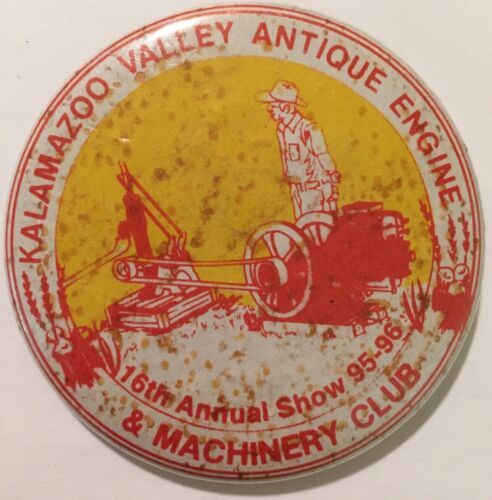 KALAMAZOO VALLEY ANTIQUE ENGINE
& MACHINERY CLUB
16th Annual Show 95-96